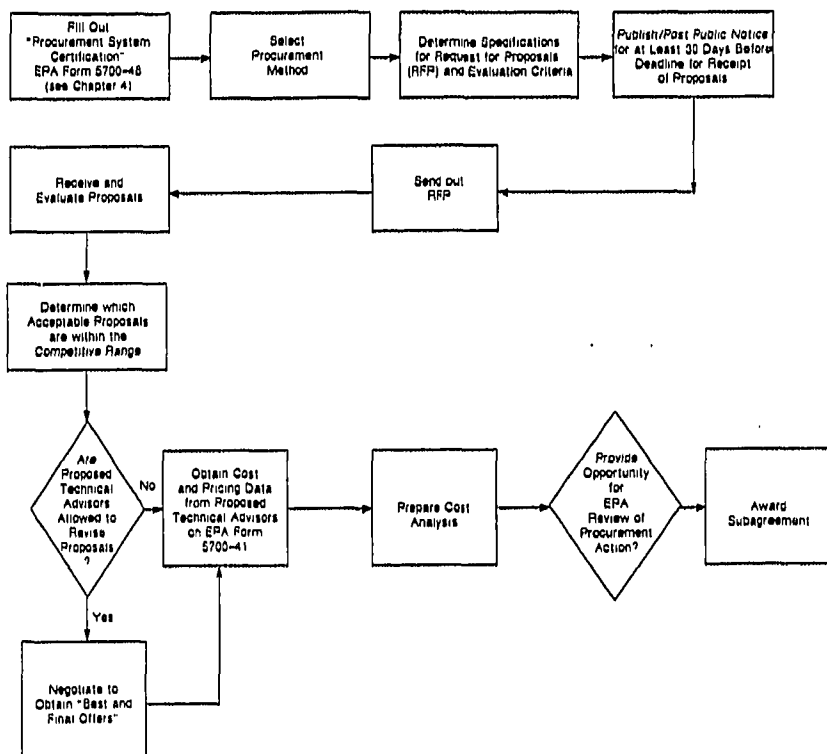 Fill Out
"Procurement System
Certification"
EPA Form 5700-48
(see Chapter 4)
Select
Procurement
Method
Determine Specifications
for Request for Proposals
(RFP) and Evaluation Criteria
Publish/Post Public Notice
for at Least 30 Days Before
Deadline for Receipt
of Proposals
Receive and
Evaluate Proposals
Send out
RFP
Determine which
Acceptable Proposals
are within the
Competitive Range
Are
Proposed
Technical
Advisors
Allowed to
Revise
Proposals
?
No
Obtain Cost
and Pricing Data
from Proposed
Technical Advisors
on EPA Form
5700-41
Prepare Cost
Analysis
Provide
Opportunity
for
EPA
Review of
Procurement
Action?
Award
Subagreement
Yes
Negotiate to
Obtain "Best and
Final Offers"